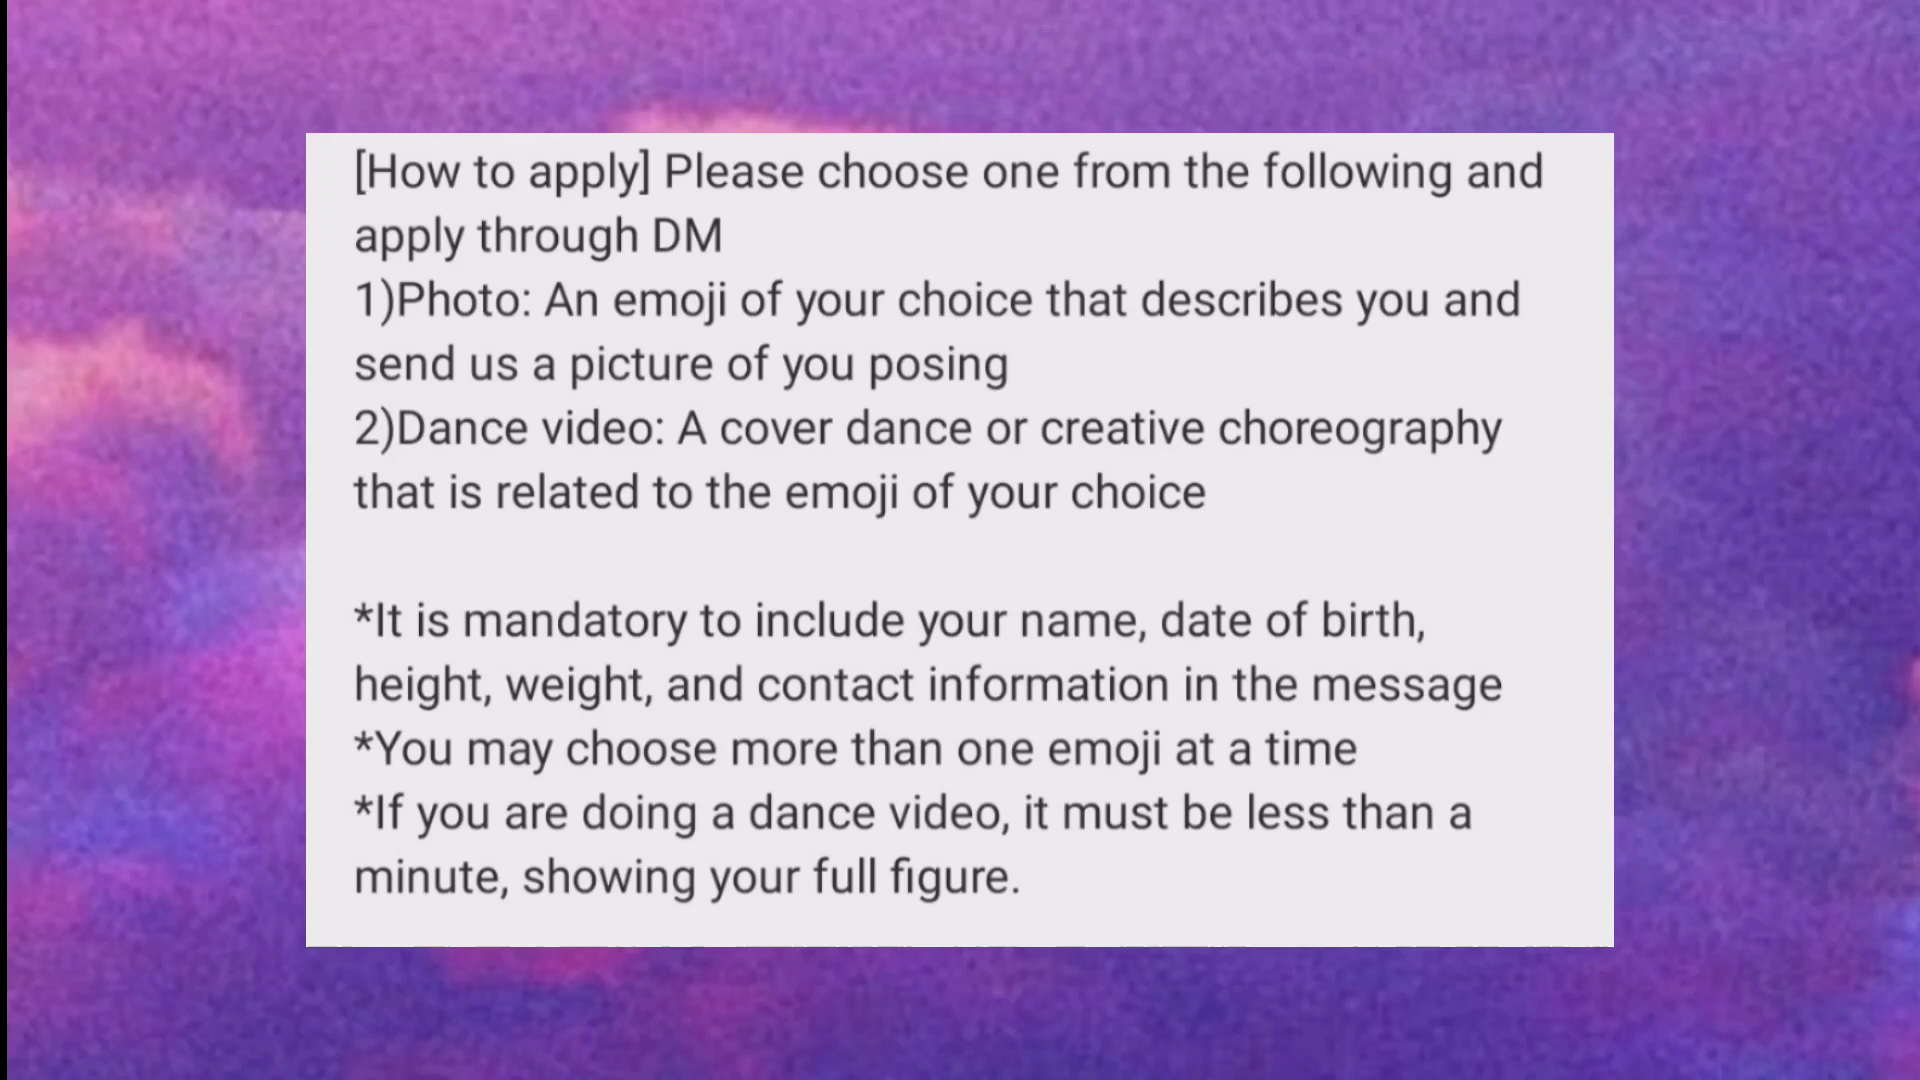 [How to apply] Please choose one from the following and
apply through DM
1)Photo: An emoji of your choice that describes you and
send us a picture of you posing
2)Dance video: A cover dance or creative choreography
that is related to the emoji of your choice
*It is mandatory to include your name, date of birth,
height, weight, and contact information in the message
*You may choose more than one emoji at a time
*If you are doing a dance video, it must be less than a
minute, showing your full figure.